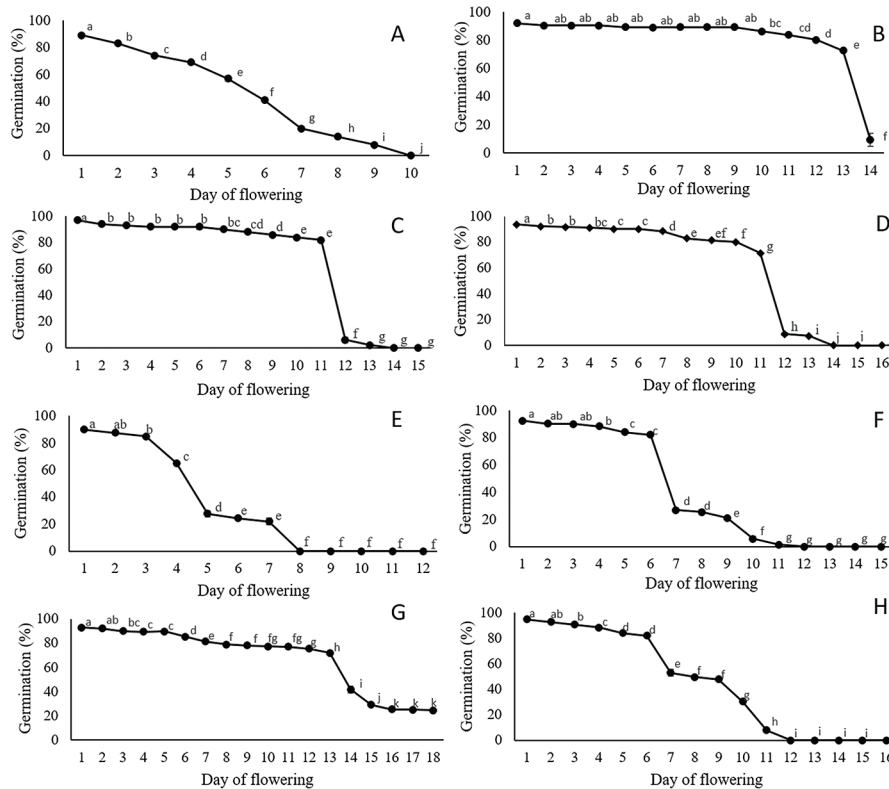 A
Germination (%)
100
80
60
40
20
0
a b c d e f g h i j
1 2 3 4 5 6 7 8 9 10
Day of flowering
B
Germination (%)
100
80
60
40
20
0
a ab ab ab ab ab ab ab ab bc cd d e f
1 2 3 4 5 6 7 8 9 10 11 12 13 14
Day of flowering
C
Germination (%)
100
80
60
40
20
0
a b b b b b bc cd d e e f g g g
1 2 3 4 5 6 7 8 9 10 11 12 13 14 15
Day of flowering
D
Germination (%)
100
80
60
40
20
0
a b b bc c c d e ef f g h i j j
1 2 3 4 5 6 7 8 9 10 11 12 13 14 15 16
Day of flowering
E
Germination (%)
100
80
60
40
20
0
a ab b c d e e f f f f f
1 2 3 4 5 6 7 8 9 10 11 12
Day of flowering
F
Germination (%)
100
80
60
40
20
0
a ab ab b c c d d e f g g g g g
1 2 3 4 5 6 7 8 9 10 11 12 13 14 15
Day of flowering
G
Germination (%)
100
80
60
40
20
0
a ab bc c c d e f f fg fg g h i j k k k
1 2 3 4 5 6 7 8 9 10 11 12 13 14 15 16 17 18
Day of flowering
H
Germination (%)
100
80
60
40
20
0
a ab b c d d e f f g h i i i i
1 2 3 4 5 6 7 8 9 10 11 12 13 14 15 16
Day of flowering